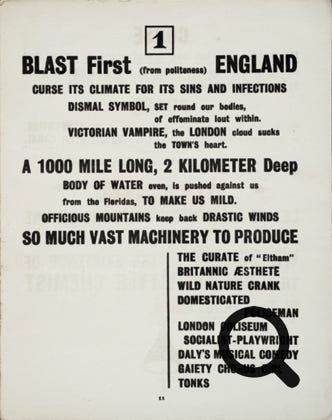 1
BLAST First (from politeness) ENGLAND
CURSE ITS CLIMATE FOR ITS SINS AND INFECTIONS
DISMAL SYMBOL, SET round our bodies,
of effeminate lout within.
VICTORIAN VAMPIRE, the LONDON cloud sucks
the TOWN'S heart.
A 1000 MILE LONG, 2 KILOMETER Deep
BODY OF WATER even, is pushed against us
from the Floridas, TO MAKE US MILD.
OFFICIOUS MOUNTAINS keep back DRASTIC WINDS
SO MUCH VAST MACHINERY TO PRODUCE
THE CURATE of "Eltham"
BRITANNIC ÆSTHETE
WILD NATURE CRANK
DOMESTICATED
POLICEMAN
LONDON COLISEUM
SOCIALIST-PLAYWRIGHT
DALY'S MUSICAL COMEDY
GAIETY CHORUS GIRL
TONKS
11